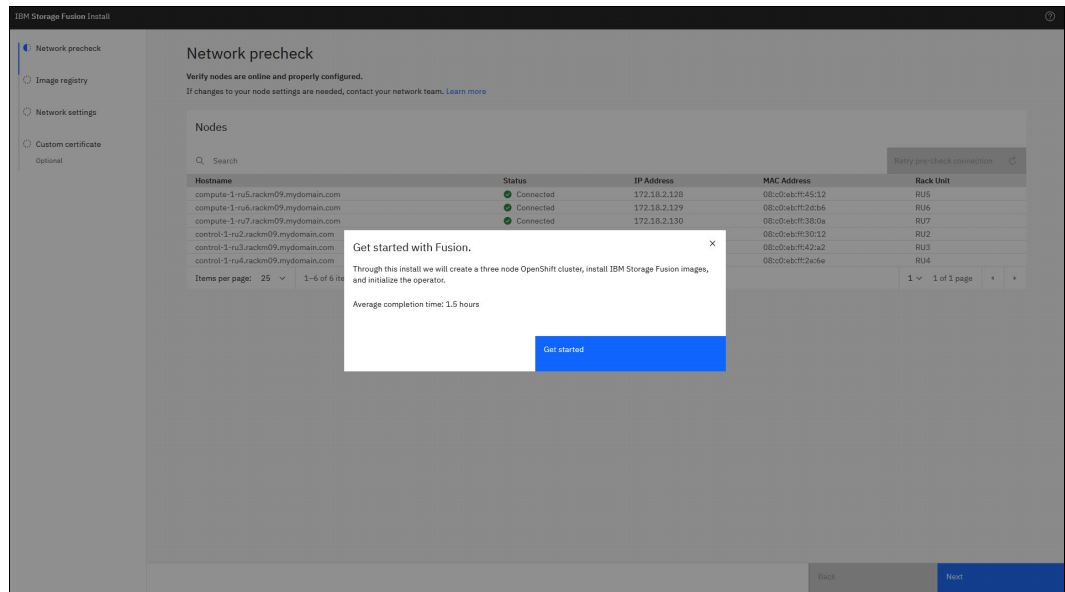 IBM Storage Fusion Install
Network precheck
Image registry
Network settings
Custom certificate
Optional
Network precheck
Verify nodes are online and properly configured.
If changes to your node settings are needed, contact your network team. Learn more
Nodes
Search
Retry pre-check connection
Hostname Status IP Address MAC Address Rack Unit
compute-1-ru5.rackm09.mydomain.com Connected 172.18.2.128 08:c0:eb:ff:45:12 RU5
compute-1-ru6.rackm09.mydomain.com Connected 172.18.2.129 08:c0:eb:ff:2d:b6 RU6
compute-1-ru7.rackm09.mydomain.com Connected 172.18.2.130 08:c0:eb:ff:38:0a RU7
control-1-ru2.rackm09.mydomain.com 08:c0:eb:ff:30:12 RU2
control-1-ru3.rackm09.mydomain.com 08:c0:eb:ff:42:a2 RU3
control-1-ru4.rackm09.mydomain.com 08:c0:eb:ff:2e:6e RU4
Items per page: 25 1–6 of 6 ite 1 1 of 1 page
Get started with Fusion.
Through this install we will create a three node OpenShift cluster, install IBM Storage Fusion images,
and initialize the operator.
Average completion time: 1.5 hours
Get started
Back
Next